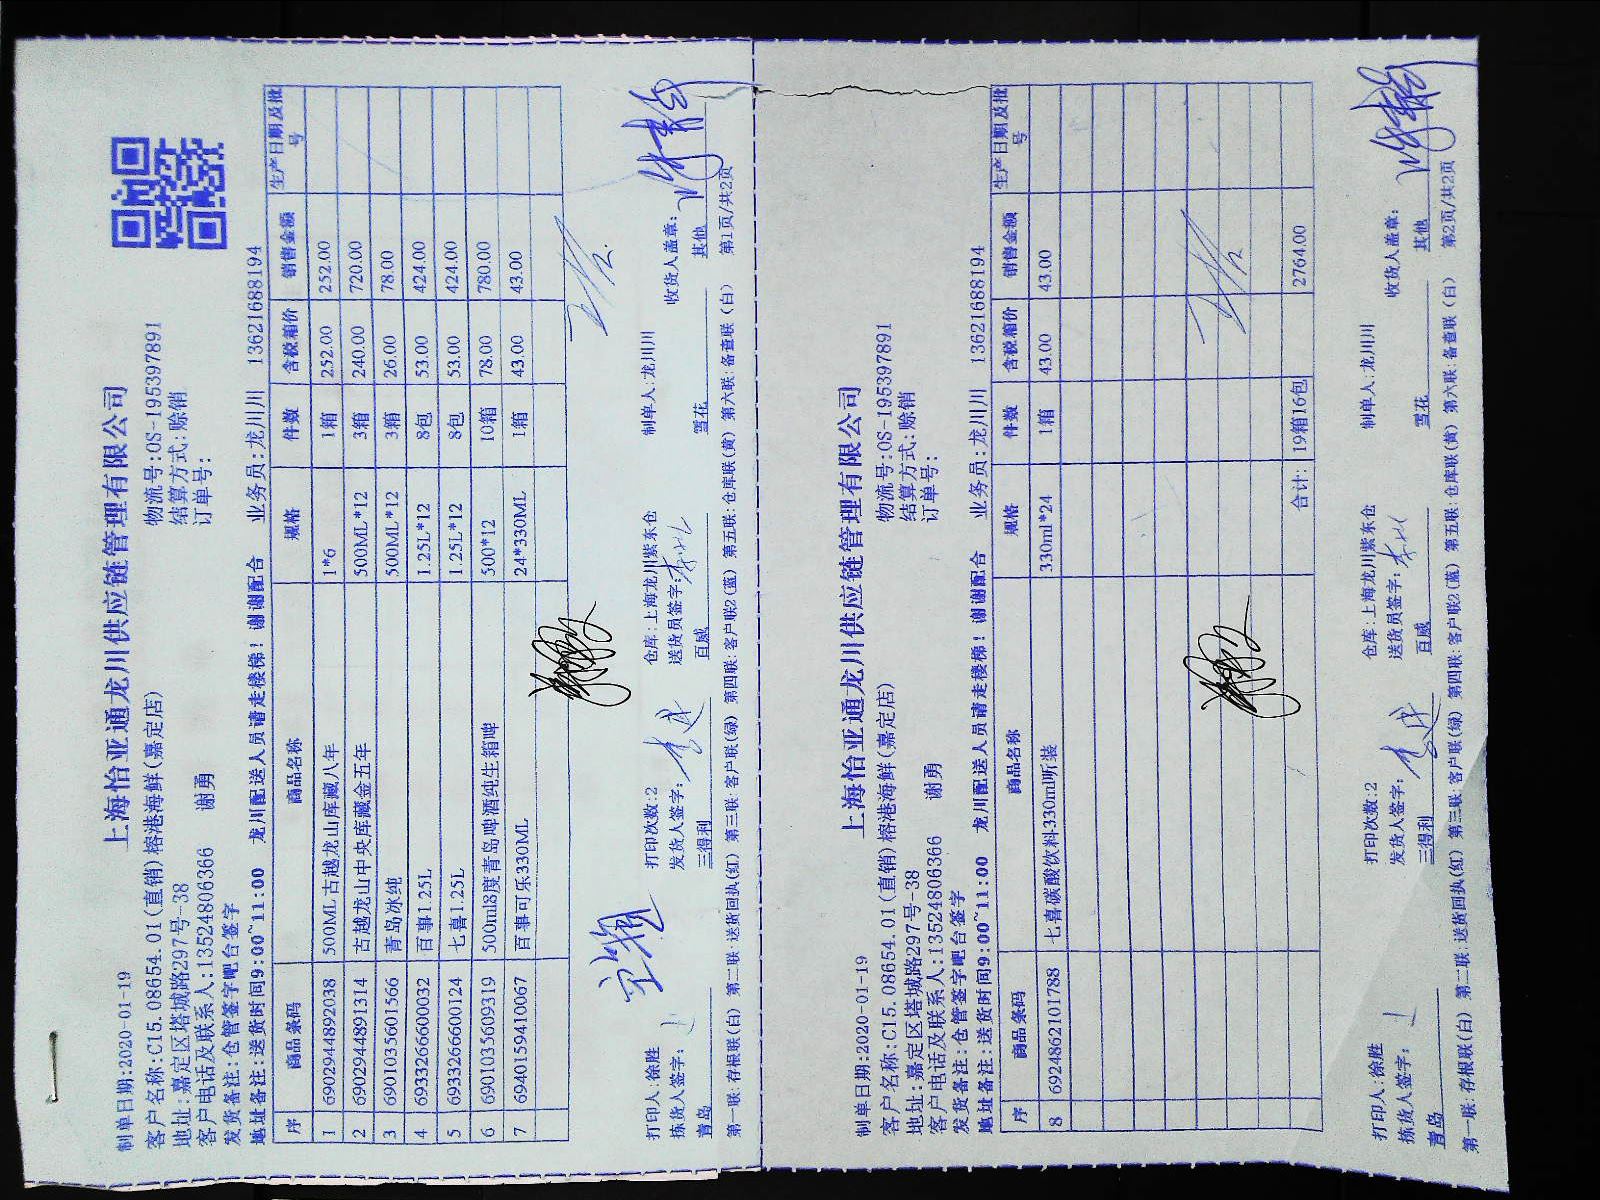 上海怡亚通龙川供应链管理有限公司
制单日期:2020-01-19 物流号:OS-195397891
客户名称:C15.08654.01(直销)榕港海鲜(嘉定店) 结算方式:赊销
地址:嘉定区塔城路297号-38 订单号:
客户电话及联系人:13524806366 谢勇
发货备注:仓管签字吧台签字
地址备注:送货时间9:00~11:00 龙川配送人员请走楼梯！谢谢配合 业务员:龙川川 13621688194
序 商品条码 商品名称 规格 件数 含税箱价 销售金额 生产日期及批号
1 6902944892038 500ML古越龙山库藏八年 1*6 1箱 252.00 252.00
2 6902944891314 古越龙山中央库藏金五年 500ML*12 3箱 240.00 720.00
3 6901035601566 青岛冰纯 500ML*12 3箱 26.00 78.00
4 6933266600032 百事1.25L 1.25L*12 8包 53.00 424.00
5 6933266600124 七喜1.25L 1.25L*12 8包 53.00 424.00
6 6901035609319 500ml8度青岛啤酒纯生箱啤 500*12 10箱 78.00 780.00
7 6940159410067 百事可乐330ML 24*330ML 1箱 43.00 43.00
打印人:徐胜 打印次数:2 仓库:上海龙川紫东仓 制单人:龙川川
拣货人签字: 发货人签字: 送货员签字: 收货人盖章:
青岛 三得利 百威 雪花 其他
第一联:存根联(白) 第二联:送货回执(红) 第三联:客户联(绿) 第四联:客户联2(蓝) 第五联:仓库联(黄) 第六联:备查联(白) 第1页/共2页
上海怡亚通龙川供应链管理有限公司
制单日期:2020-01-19 物流号:OS-195397891
客户名称:C15.08654.01(直销)榕港海鲜(嘉定店) 结算方式:赊销
地址:嘉定区塔城路297号-38 订单号:
客户电话及联系人:13524806366 谢勇
发货备注:仓管签字吧台签字
地址备注:送货时间9:00~11:00 龙川配送人员请走楼梯！谢谢配合 业务员:龙川川 13621688194
序 商品条码 商品名称 规格 件数 含税箱价 销售金额 生产日期及批号
8 6924862101788 七喜碳酸饮料330ml听装 330ml*24 1箱 43.00 43.00
合计: 19箱16包 2764.00
打印人:徐胜 打印次数:2 仓库:上海龙川紫东仓 制单人:龙川川
拣货人签字: 发货人签字: 送货员签字: 收货人盖章:
青岛 三得利 百威 雪花 其他
第一联:存根联(白) 第二联:送货回执(红) 第三联:客户联(绿) 第四联:客户联2(蓝) 第五联:仓库联(黄) 第六联:备查联(白) 第2页/共2页